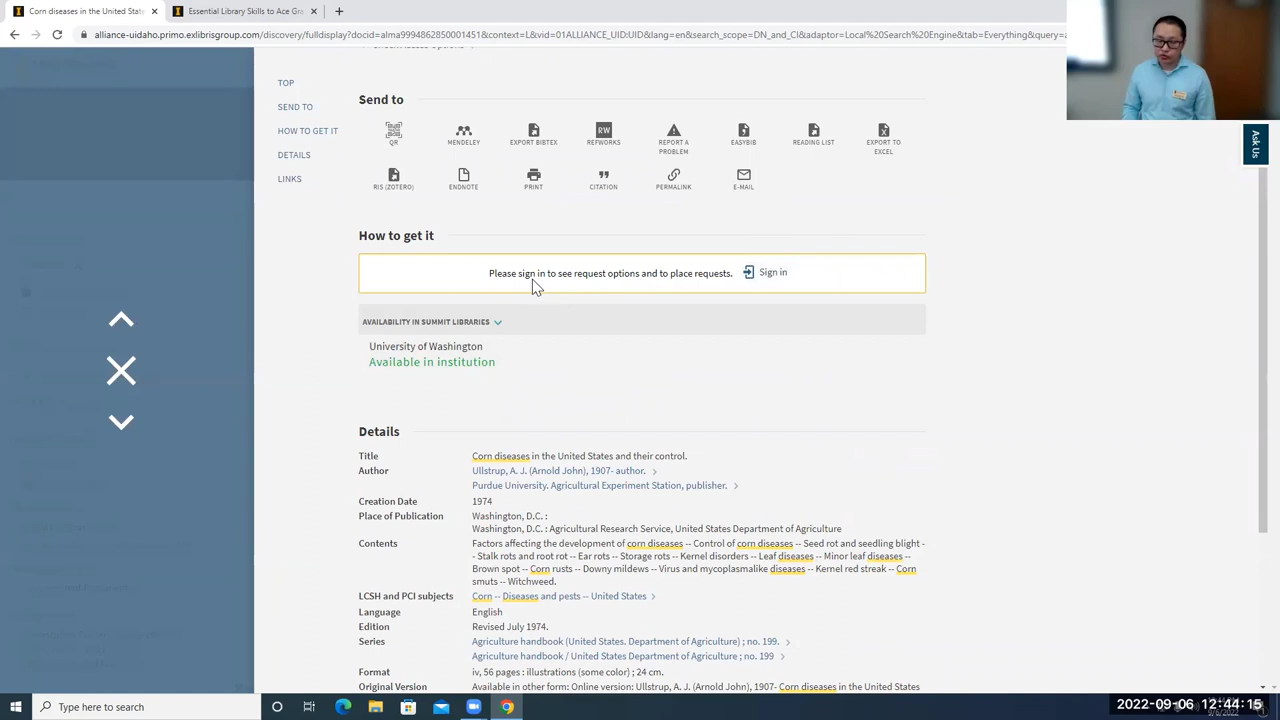 Corn diseases in the United Stat
Essential Library Skills to Ace Gra
alliance-uidaho.primo.exlibrisgroup.com/discovery/fulldisplay?docid=alma9994862850001451&context=L&vid=01ALLIANCE_UID:UID&lang=en&search_scope=DN_and_CI&adaptor=Local%20Search%20Engine&tab=Everything&query=a
TOP
SEND TO
HOW TO GET IT
DETAILS
LINKS
Send to
QR
MENDELEY
EXPORT BIBTEX
REFWORKS
REPORT A PROBLEM
EASYBIB
READING LIST
EXPORT TO EXCEL
RIS (ZOTERO)
ENDNOTE
PRINT
CITATION
PERMALINK
E-MAIL
Ask Us
How to get it
Please sign in to see request options and to place requests. Sign in
AVAILABILITY IN SUMMIT LIBRARIES
University of Washington
Available in institution
Details
Title Corn diseases in the United States and their control.
Author Ullstrup, A. J. (Arnold John), 1907- author.
Purdue University. Agricultural Experiment Station, publisher.
Creation Date 1974
Place of Publication Washington, D.C. :
Washington, D.C. : Agricultural Research Service, United States Department of Agriculture
Contents Factors affecting the development of corn diseases -- Control of corn diseases -- Seed rot and seedling blight -
- Stalk rots and root rot -- Ear rots -- Storage rots -- Kernel disorders -- Leaf diseases -- Minor leaf diseases --
Brown spot -- Corn rusts -- Downy mildews -- Virus and mycoplasmalike diseases -- Kernel red streak -- Corn
smuts -- Witchweed.
LCSH and PCI subjects Corn -- Diseases and pests -- United States
Language English
Edition Revised July 1974.
Series Agriculture handbook (United States. Department of Agriculture) ; no. 199.
Agriculture handbook / United States Department of Agriculture ; no. 199
Format iv, 56 pages : illustrations (some color) ; 24 cm.
Original Version Available in other form: Online version: Ullstrup, A. J. (Arnold John), 1907- Corn diseases in the United States
Type here to search
2022-09-06 12:44:15